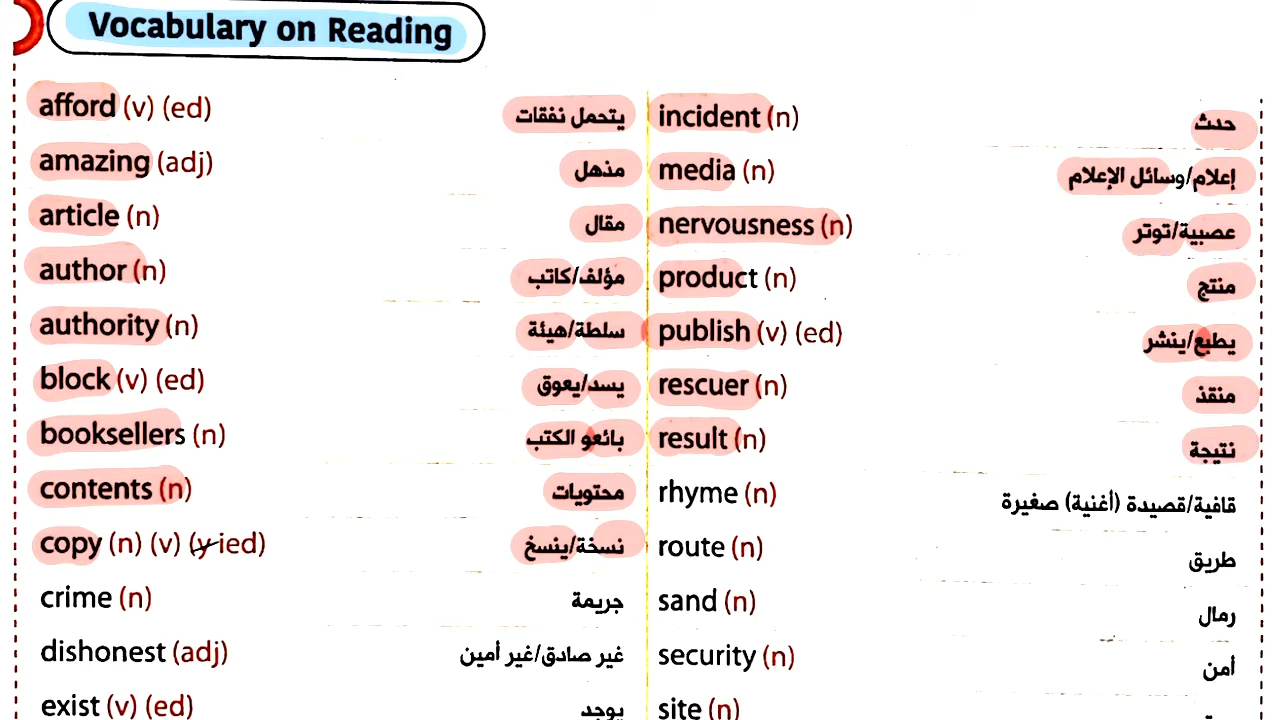 Vocabulary on Reading
afford (v) (ed) يتحمل نفقات
amazing (adj) مذهل
article (n) مقال
author (n) مؤلف/كاتب
authority (n) سلطة/هيئة
block (v) (ed) يسد/يعوق
booksellers (n) بائعو الكتب
contents (n) محتويات
copy (n) (v) (y ied) نسخة/ينسخ
crime (n) جريمة
dishonest (adj) غير صادق/غير أمين
exist (v) (ed) يوجد
incident (n) حدث
media (n) إعلام/وسائل الإعلام
nervousness (n) عصبية/توتر
product (n) منتج
publish (v) (ed) يطبع/ينشر
rescuer (n) منقذ
result (n) نتيجة
rhyme (n) قافية/قصيدة (أغنية) صغيرة
route (n) طريق
sand (n) رمال
security (n) أمن
site (n)